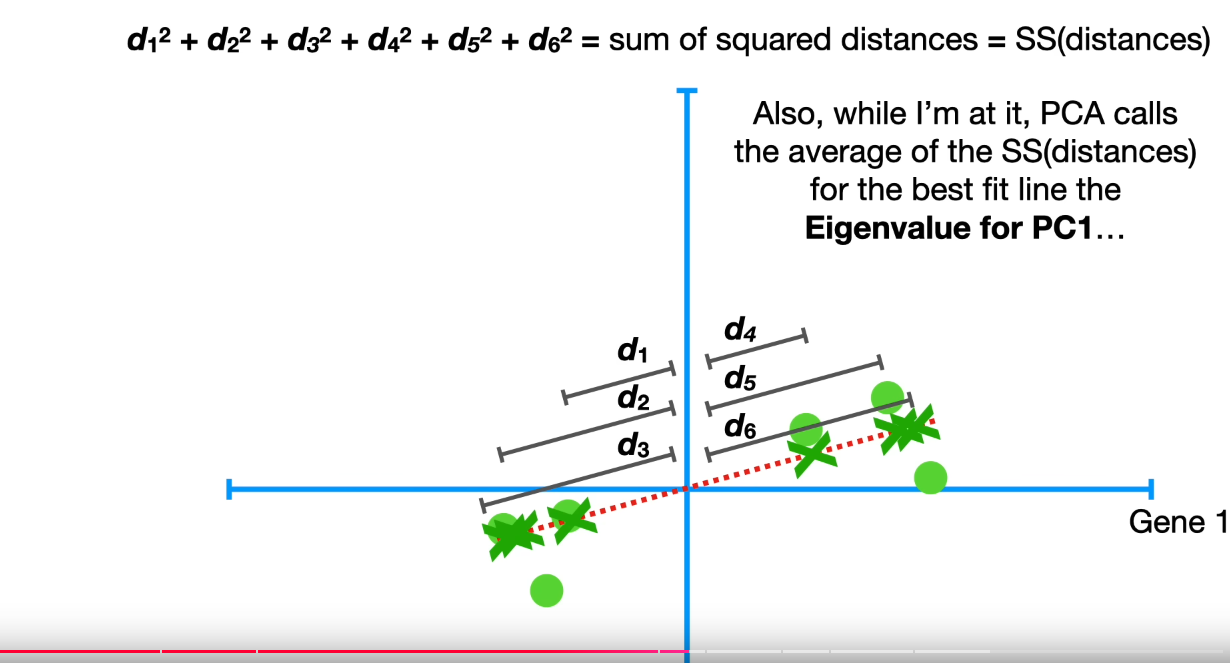 d₁² + d₂² + d₃² + d₄² + d₅² + d₆² = sum of squared distances = SS(distances)
Also, while I’m at it, PCA calls
the average of the SS(distances)
for the best fit line the
Eigenvalue for PC1…
d₄
d₁
d₅
d₂
d₆
d₃
Gene 1